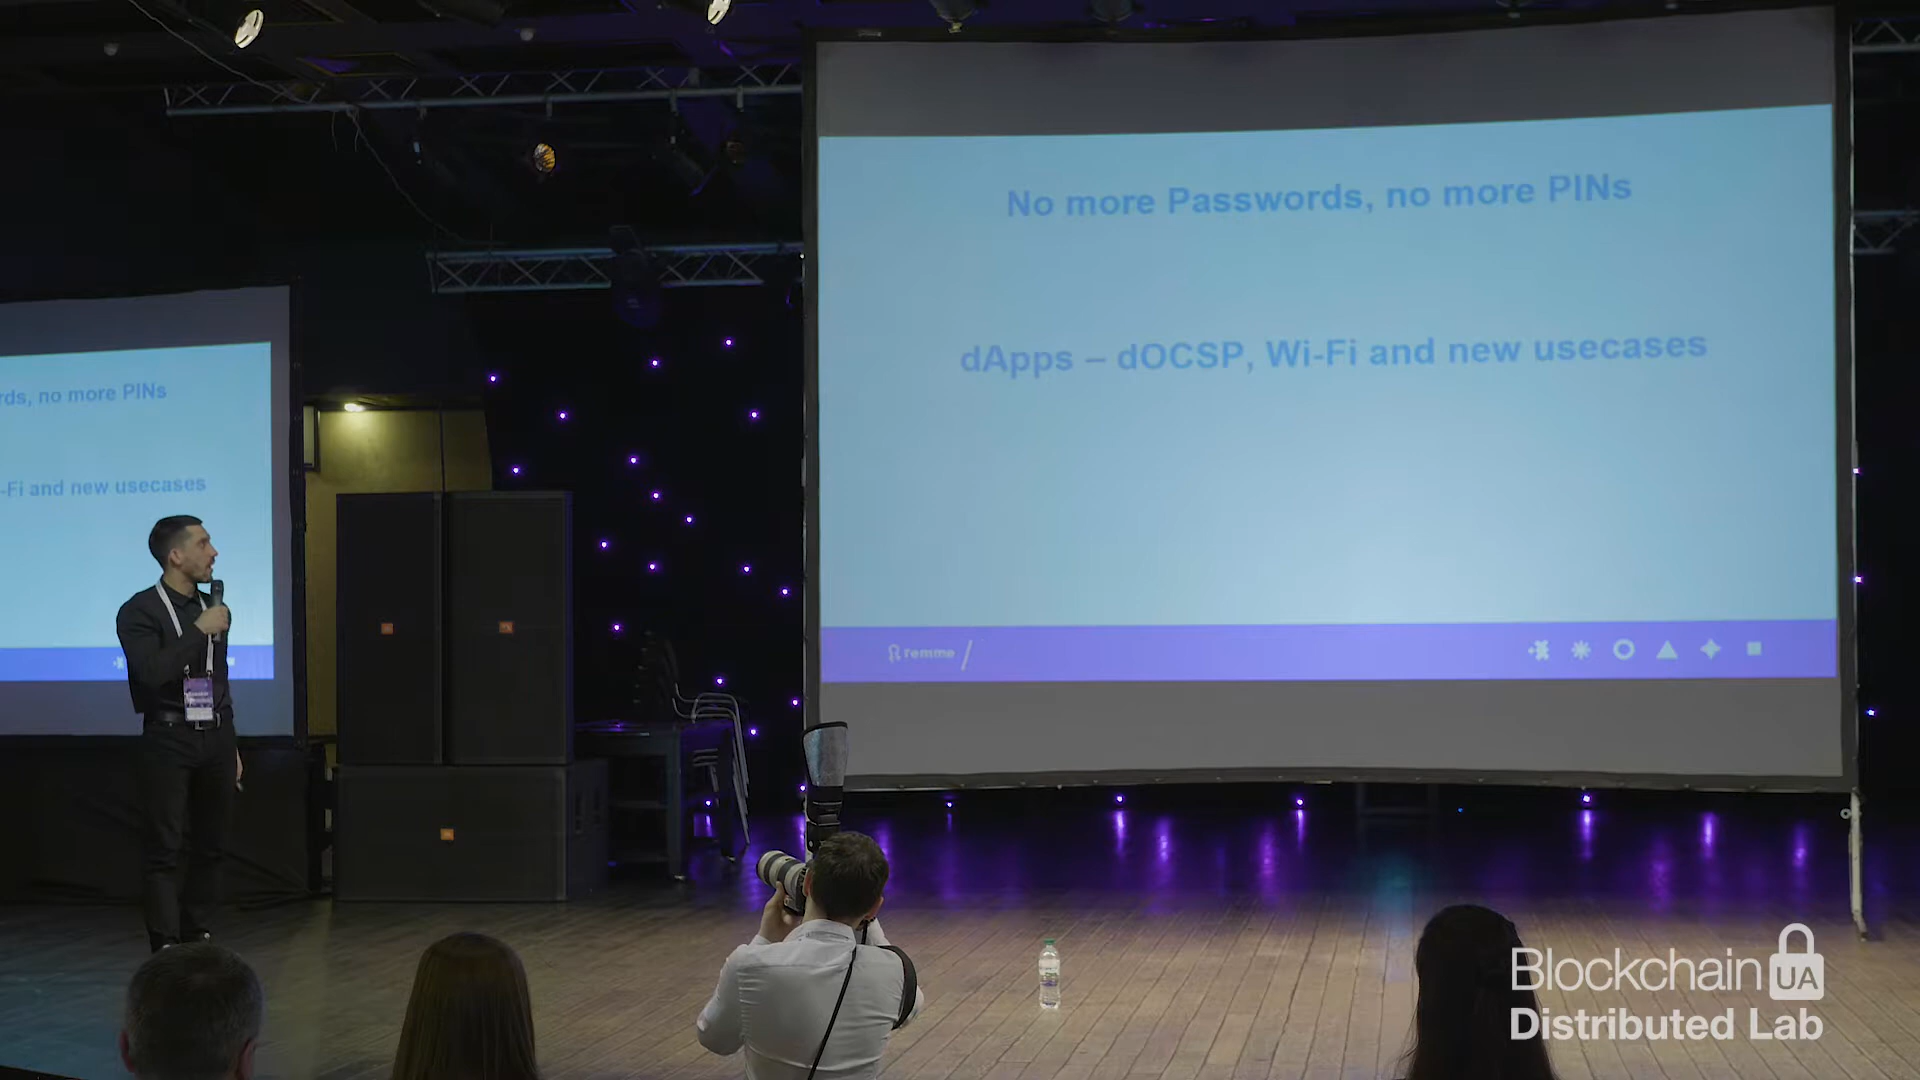 No more Passwords, no more PINs
dApps – dOCSP, Wi-Fi and new usecases
remme
rds, no more PINs
-Fi and new usecases
Blockchain UA
Distributed Lab